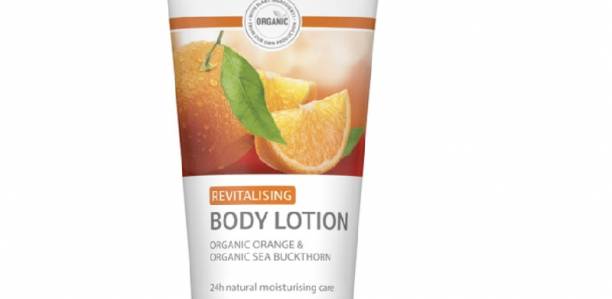 ORGANIC
REVITALISING
BODY LOTION
ORGANIC ORANGE &
ORGANIC SEA BUCKTHORN
24h natural moisturising care